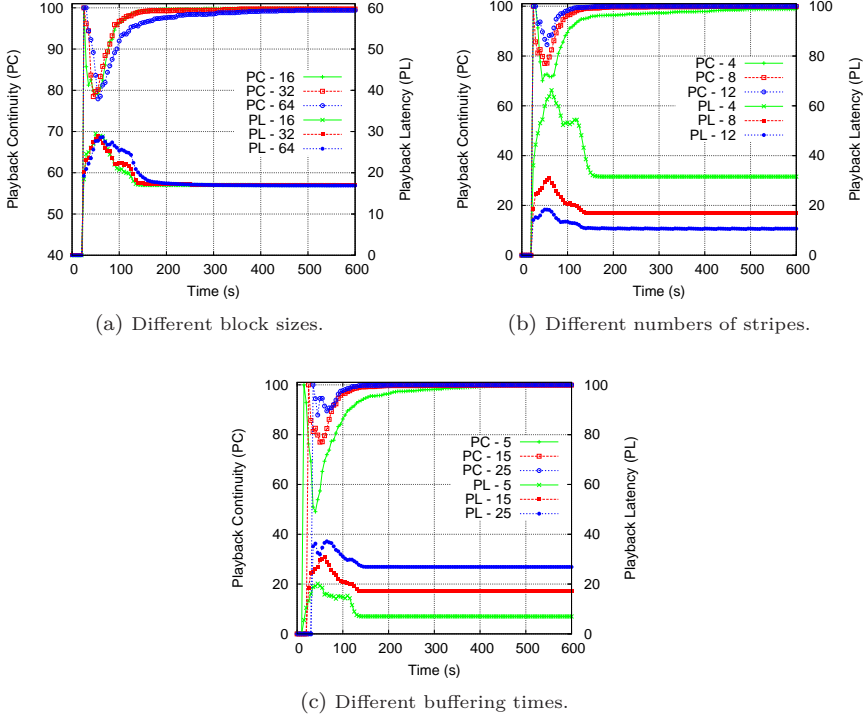 100
90
80
70
60
50
40
0 100 200 300 400 500 600
60
50
40
30
20
10
0
Playback Continuity (PC)
Playback Latency (PL)
Time (s)
PC - 16
PC - 32
PC - 64
PL - 16
PL - 32
PL - 64
(a) Different block sizes.
100
80
60
40
20
0
0 100 200 300 400 500 600
100
80
60
40
20
0
Playback Continuity (PC)
Playback Latency (PL)
Time (s)
PC - 4
PC - 8
PC - 12
PL - 4
PL - 8
PL - 12
(b) Different numbers of stripes.
100
80
60
40
20
0
0 100 200 300 400 500 600
100
80
60
40
20
0
Playback Continuity (PC)
Playback Latency (PL)
Time (s)
PC - 5
PC - 15
PC - 25
PL - 5
PL - 15
PL - 25
(c) Different buffering times.